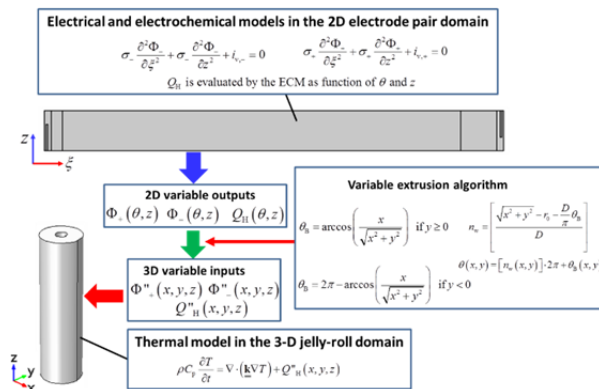 Electrical and electrochemical models in the 2D electrode pair domain
σ₋ ∂²Φ₋/∂ξ² + σ₋ ∂²Φ₋/∂z² + i_{v,-} = 0    σ₊ ∂²Φ₊/∂ξ² + σ₊ ∂²Φ₊/∂z² + i_{v,+} = 0
Q_H is evaluated by the ECM as function of θ and z
z
ξ
2D variable outputs
Φ₊(θ,z) Φ₋(θ,z) Q_H(θ,z)
Variable extrusion algorithm
θ_B = arccos(x/√(x²+y²)) if y ≥ 0
n_w = [(√(x²+y²) − r₀ − (D/π)θ_B)/D]
θ(x,y) = [n_w(x,y)]·2π + θ_B(x,y)
θ_B = 2π − arccos(x/√(x²+y²)) if y < 0
3D variable inputs
Φ"₊(x,y,z) Φ"₋(x,y,z)
Q"_H(x,y,z)
Thermal model in the 3-D jelly-roll domain
ρC_p ∂T/∂t = ∇·(k∇T) + Q"_H(x,y,z)
z
y
x